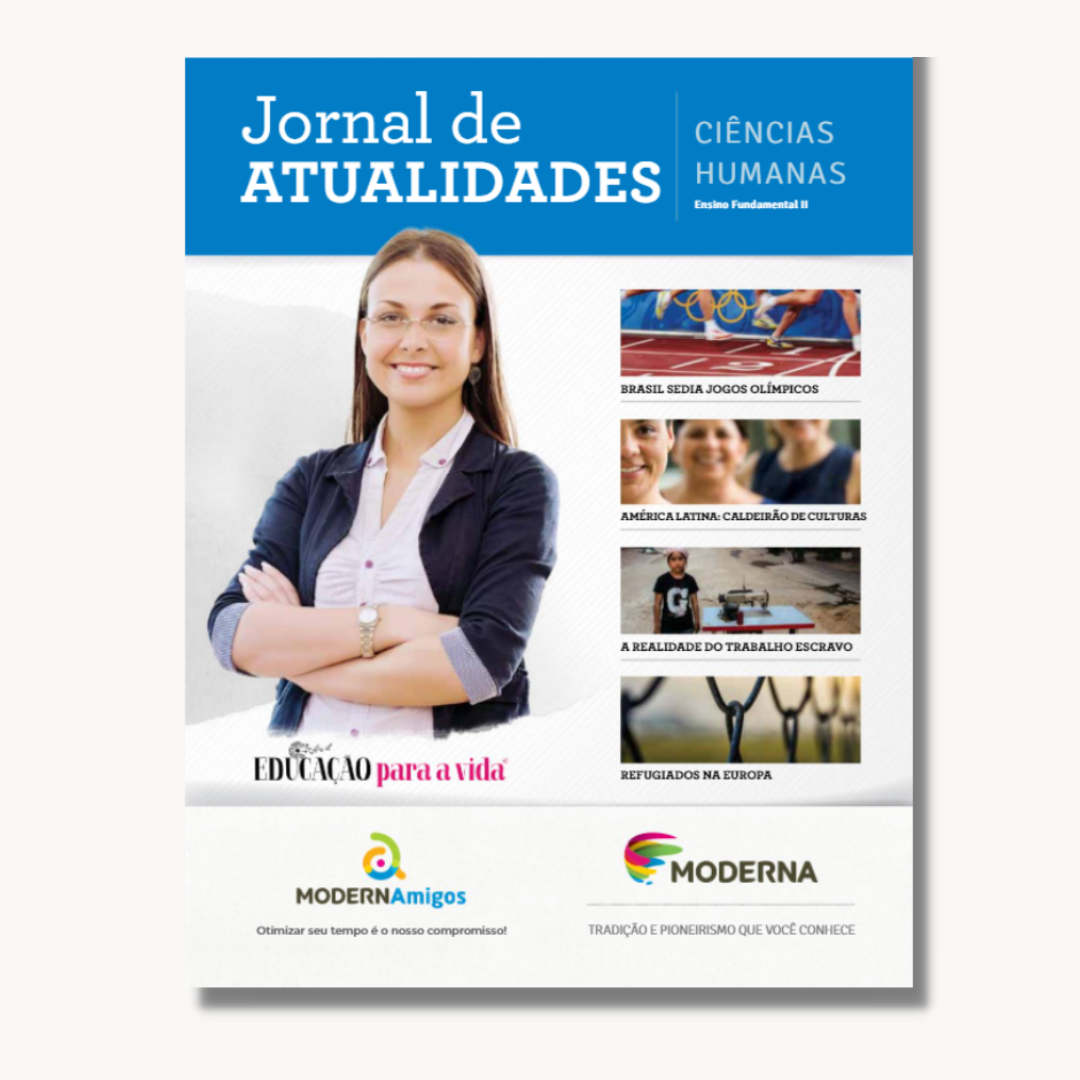 Jornal de
ATUALIDADES
CIÊNCIAS
HUMANAS
Ensino Fundamental II
BRASIL SEDIA JOGOS OLÍMPICOS
AMÉRICA LATINA: CALDEIRÃO DE CULTURAS
G
A REALIDADE DO TRABALHO ESCRAVO
REFUGIADOS NA EUROPA
EDUCAÇÃO para a vida
MODERNAmigos
Otimizar seu tempo é o nosso compromisso!
MODERNA
TRADIÇÃO E PIONEIRISMO QUE VOCÊ CONHECE